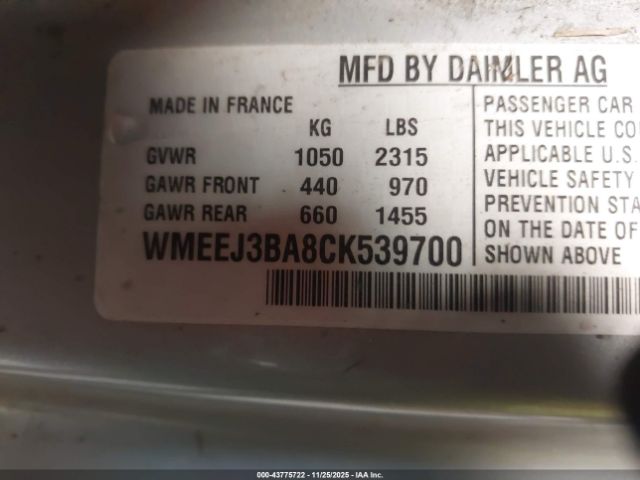 MFD BY DAIMLER AG
MADE IN FRANCE
KG LBS
GVWR 1050 2315
GAWR FRONT 440 970
GAWR REAR 660 1455
WMEEJ3BA8CK539700
PASSENGER CAR
THIS VEHICLE CO
APPLICABLE U.S.
VEHICLE SAFETY
PREVENTION STA
ON THE DATE OF
SHOWN ABOVE
000-43775722 - 11/25/2025 - IAA Inc.